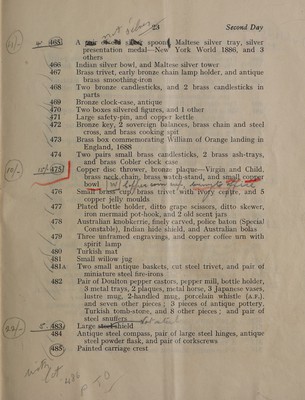 not silver
23 Second Day
465 A spoon, Maltese silver tray, silver
presentation medal—New York World 1886, and 3
others
466 Indian silver bowl, and Maltese silver tower
467 Brass trivet, early bronze chain lamp holder, and antique
brass smoothing-iron
468 Two bronze candlesticks, and 2 brass candlesticks in
parts
469 Bronze clock-case, antique
470 Two boxes silvered figures, and 1 other
471 Large safety-pin, and copper kettle
472 Bronze key, 2 sovereign balances, brass chain and steel
cross, and brass cooking spit
473 Brass box commemorating William of Orange landing in
England, 1688
474 Two pairs small brass candlesticks, 2 brass ash-trays,
and brass Cobler clock case
475 Copper disc thrower, bronze plaque—Virgin and Child,
brass neck chain, brass watch-stand, and small copper
bowl
476 Small brass cup, brass trivet with ivory centre, and 5
copper jelly moulds
477 Plated bottle holder, ditto grape scissors, ditto skewer,
iron mermaid pot-hook, and 2 old scent jars
478 Australian knobkerrie, finely carved, police baton (Special
Constable), Indian hide shield, and Australian bolas
479 Three unframed engravings, and copper coffee urn with
spirit lamp
480 Turkish mat
481 Small willow jug
481A Two small antique baskets, cut steel trivet, and pair of
miniature steel fire-irons
482 Pair of Doulton pepper castors, pepper mill, bottle holder,
3 metal trays, 2 plaques, metal horse, 3 Japanese vases,
lustre mug, 2-handled mug, porcelain whistle (a.f.),
and seven other pieces; 3 pieces of antique pottery,
Turkish tomb-stone, and 8 other pieces; and pair of
steel snuffers
483 Large steel shield
484 Antique steel compass, pair of large steel hinges, antique
steel powder flask, and pair of corkscrews
485 Painted carriage crest
lot 486
p 50